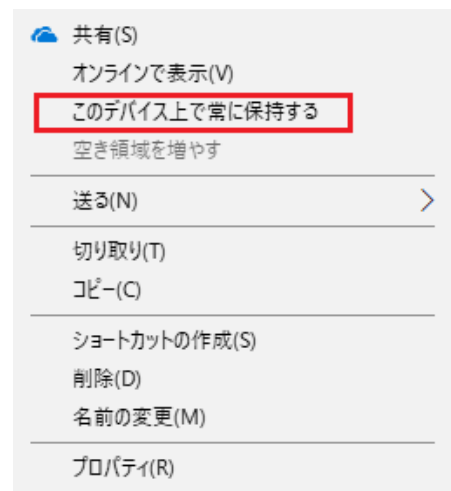 共有(S)
オンラインで表示(V)
このデバイス上で常に保持する
空き領域を増やす
送る(N)
切り取り(T)
コピー(C)
ショートカットの作成(S)
削除(D)
名前の変更(M)
プロパティ(R)